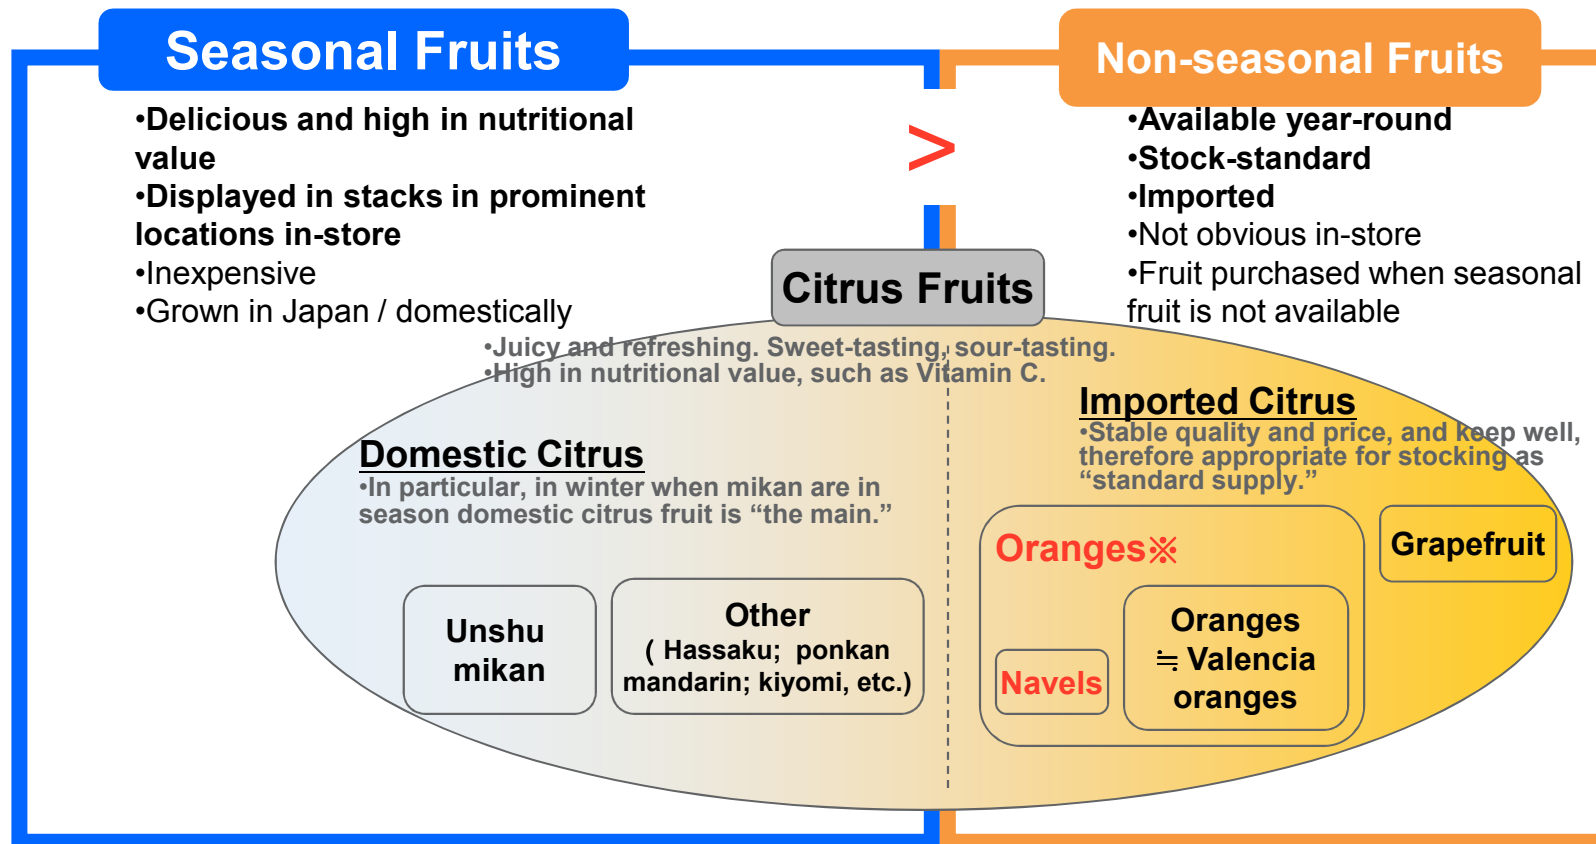 Seasonal Fruits
•Delicious and high in nutritional
value
•Displayed in stacks in prominent
locations in-store
•Inexpensive
•Grown in Japan / domestically
>
Non-seasonal Fruits
•Available year-round
•Stock-standard
•Imported
•Not obvious in-store
•Fruit purchased when seasonal
fruit is not available
Citrus Fruits
•Juicy and refreshing. Sweet-tasting, sour-tasting.
•High in nutritional value, such as Vitamin C.
Domestic Citrus
•In particular, in winter when mikan are in
season domestic citrus fruit is “the main.”
Unshu
mikan
Other
( Hassaku; ponkan
mandarin; kiyomi, etc.)
Imported Citrus
•Stable quality and price, and keep well,
therefore appropriate for stocking as
“standard supply.”
Oranges※
Navels
Oranges
≒ Valencia
oranges
Grapefruit